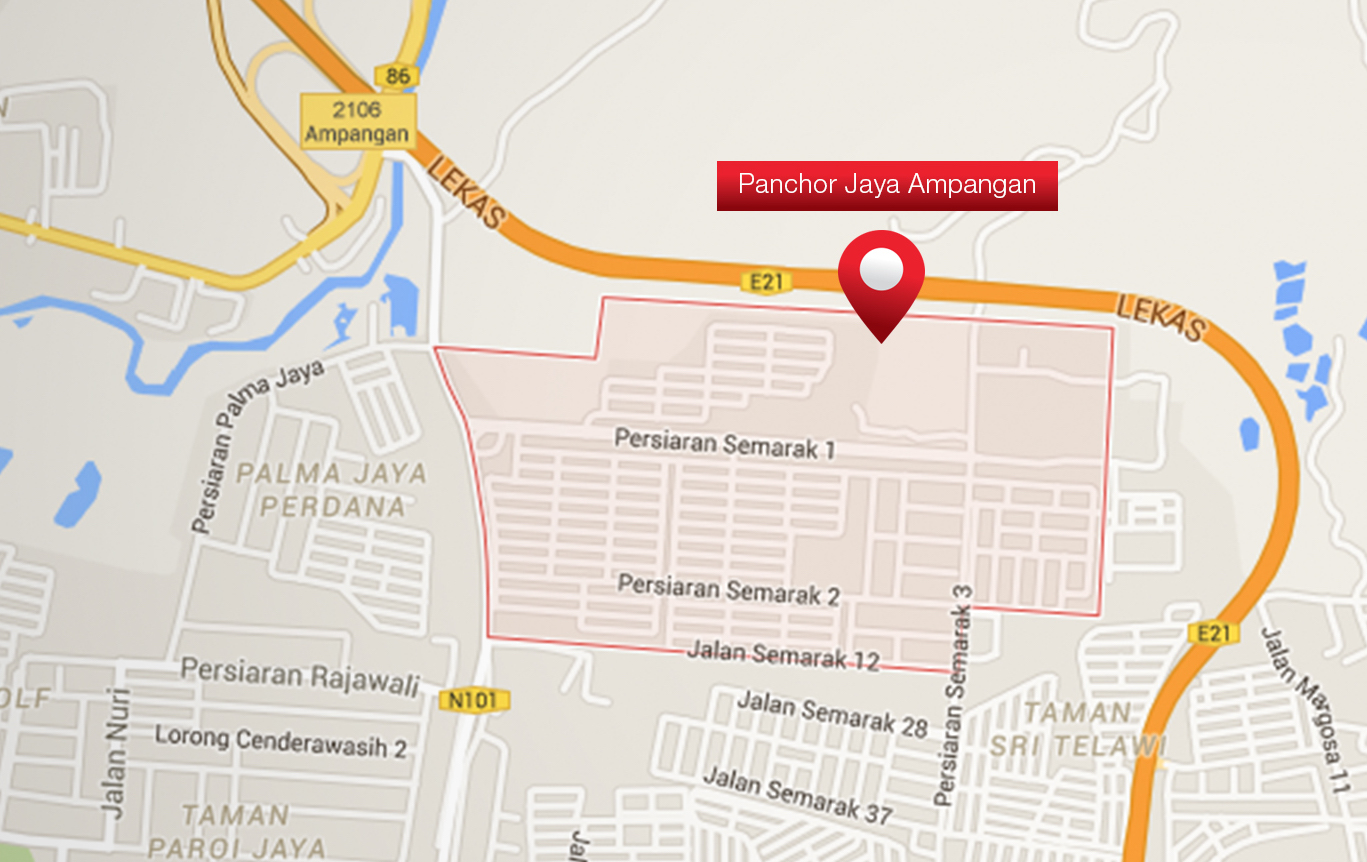 86
2106
Ampangan
LEKAS
Panchor Jaya Ampangan
E21
LEKAS
Persiaran Palma Jaya
Persiaran Semarak 1
PALMA JAYA
PERDANA
Persiaran Semarak 2
Persiaran Semarak 3
E21
Jalan Semarak 12
Jalan Margosa 11
Persiaran Rajawali
N101
OLF
Jalan Nuri
Jalan Semarak 28
TAMAN
SRI TELAWI
Lorong Cenderawasih 2
Jalan Semarak 37
TAMAN
PAROI JAYA